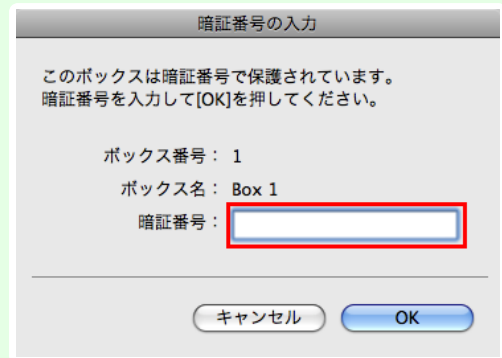 暗証番号の入力
このボックスは暗証番号で保護されています。
暗証番号を入力して[OK]を押してください。
ボックス番号： 1
ボックス名： Box 1
暗証番号：
キャンセル OK